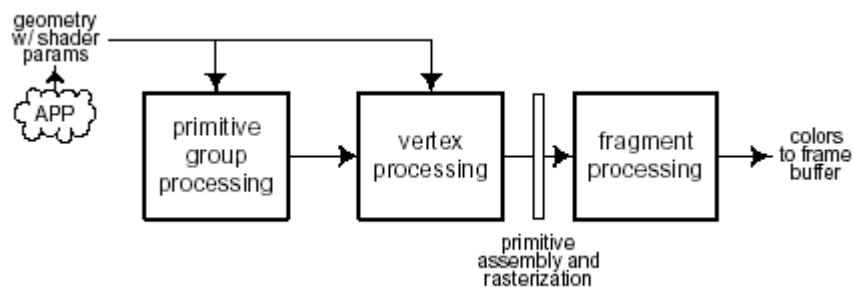 geometry
w/ shader
params
APP
primitive
group
processing
vertex
processing
fragment
processing
colors
to frame
buffer
primitive
assembly and
rasterization